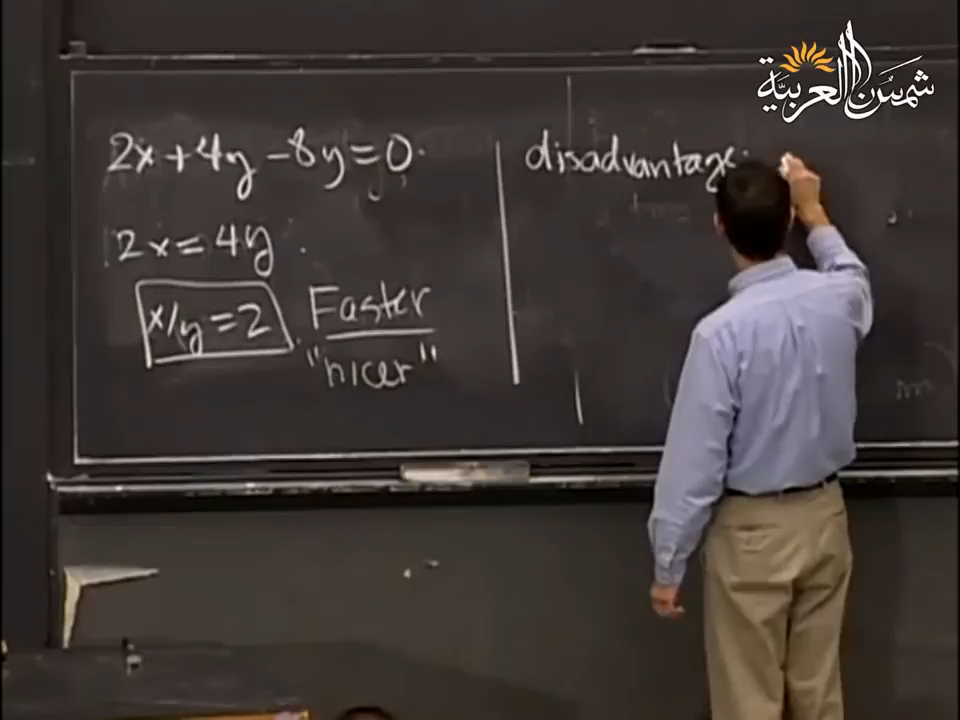 شمس العربية
2x + 4y - 8y = 0
2x = 4y
x/y = 2
Faster
"nicer"
disadvantage: